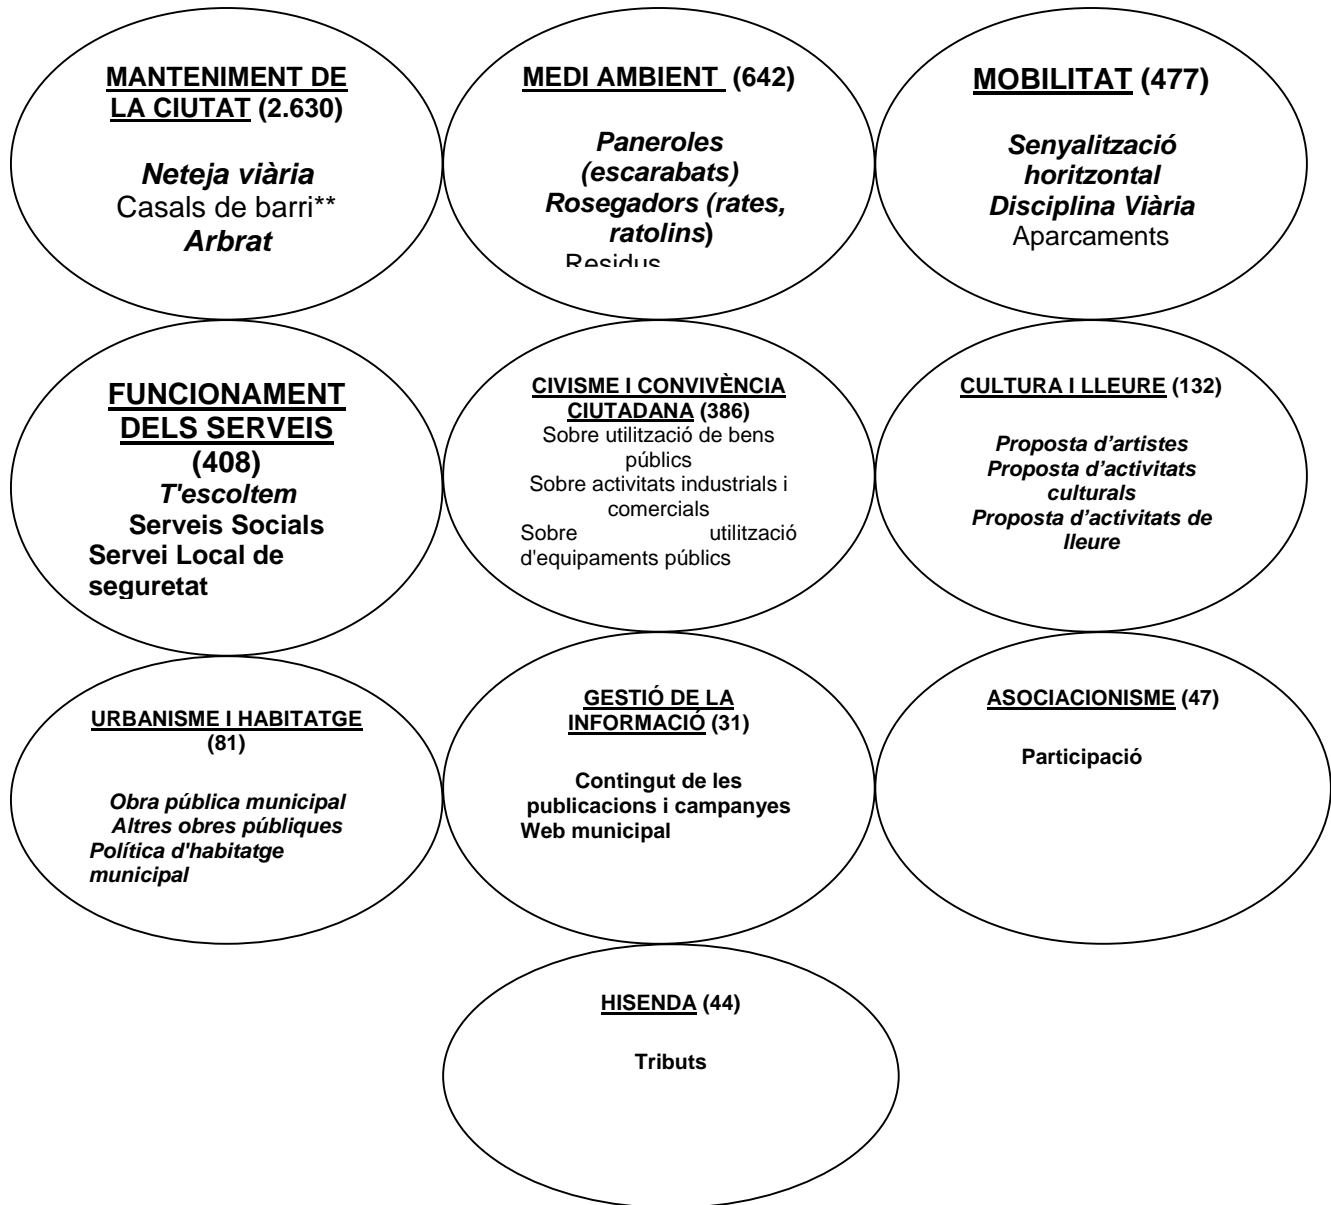 MANTENIMENT DE
LA CIUTAT (2.630)
Neteja viària
Casals de barri**
Arbrat
MEDI AMBIENT (642)
Paneroles
(escarabats)
Rosegadors (rates,
ratolins)
Residus
MOBILITAT (477)
Senyalització
horitzontal
Disciplina Viària
Aparcaments
FUNCIONAMENT
DELS SERVEIS
(408)
T'escoltem
Serveis Socials
Servei Local de
seguretat
CIVISME I CONVIVÈNCIA
CIUTADANA (386)
Sobre utilització de bens
públics
Sobre activitats industrials i
comercials
Sobre utilització
d'equipaments públics
CULTURA I LLEURE (132)
Proposta d’artistes
Proposta d’activitats
culturals
Proposta d’activitats de
lleure
URBANISME I HABITATGE
(81)
Obra pública municipal
Altres obres públiques
Política d'habitatge
municipal
GESTIÓ DE LA
INFORMACIÓ (31)
Contingut de les
publicacions i campanyes
Web municipal
ASOCIACIONISME (47)
Participació
HISENDA (44)
Tributs